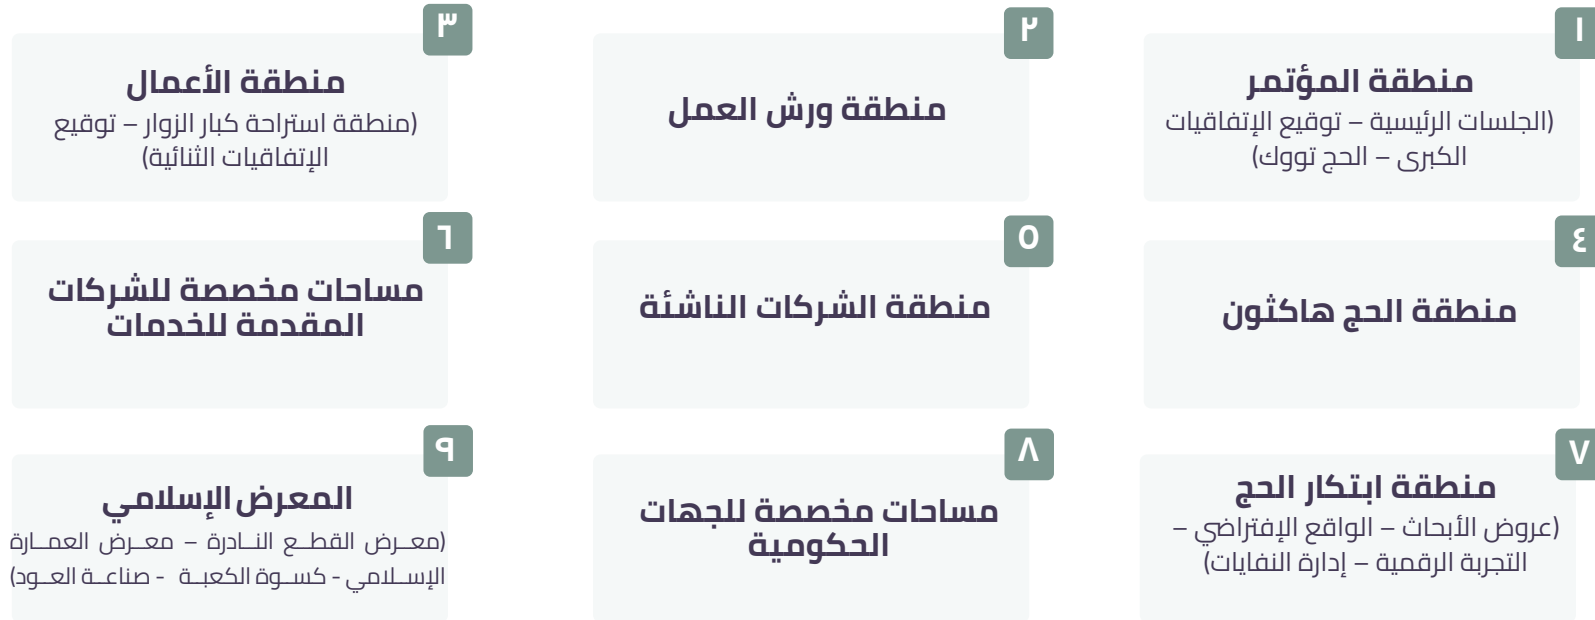 ١
منطقة المؤتمر
(الجلسات الرئيسية – توقيع الإتفاقيات
الكبرى – الحج تووك)
٢
منطقة ورش العمل
٣
منطقة الأعمال
(منطقة استراحة كبار الزوار – توقيع
الإتفاقيات الثنائية)
٤
منطقة الحج هاكثون
٥
منطقة الشركات الناشئة
٦
مساحات مخصصة للشركات
المقدمة للخدمات
٧
منطقة ابتكار الحج
(عروض الأبحاث – الواقع الإفتراضي –
التجربة الرقمية – إدارة النفايات)
٨
مساحات مخصصة للجهات
الحكومية
٩
المعرض الإسلامي
(معـرض القطـع النـادرة – معـرض العمـارة
الإسـلامي - كسـوة الكعبـة - صناعـة العـود)